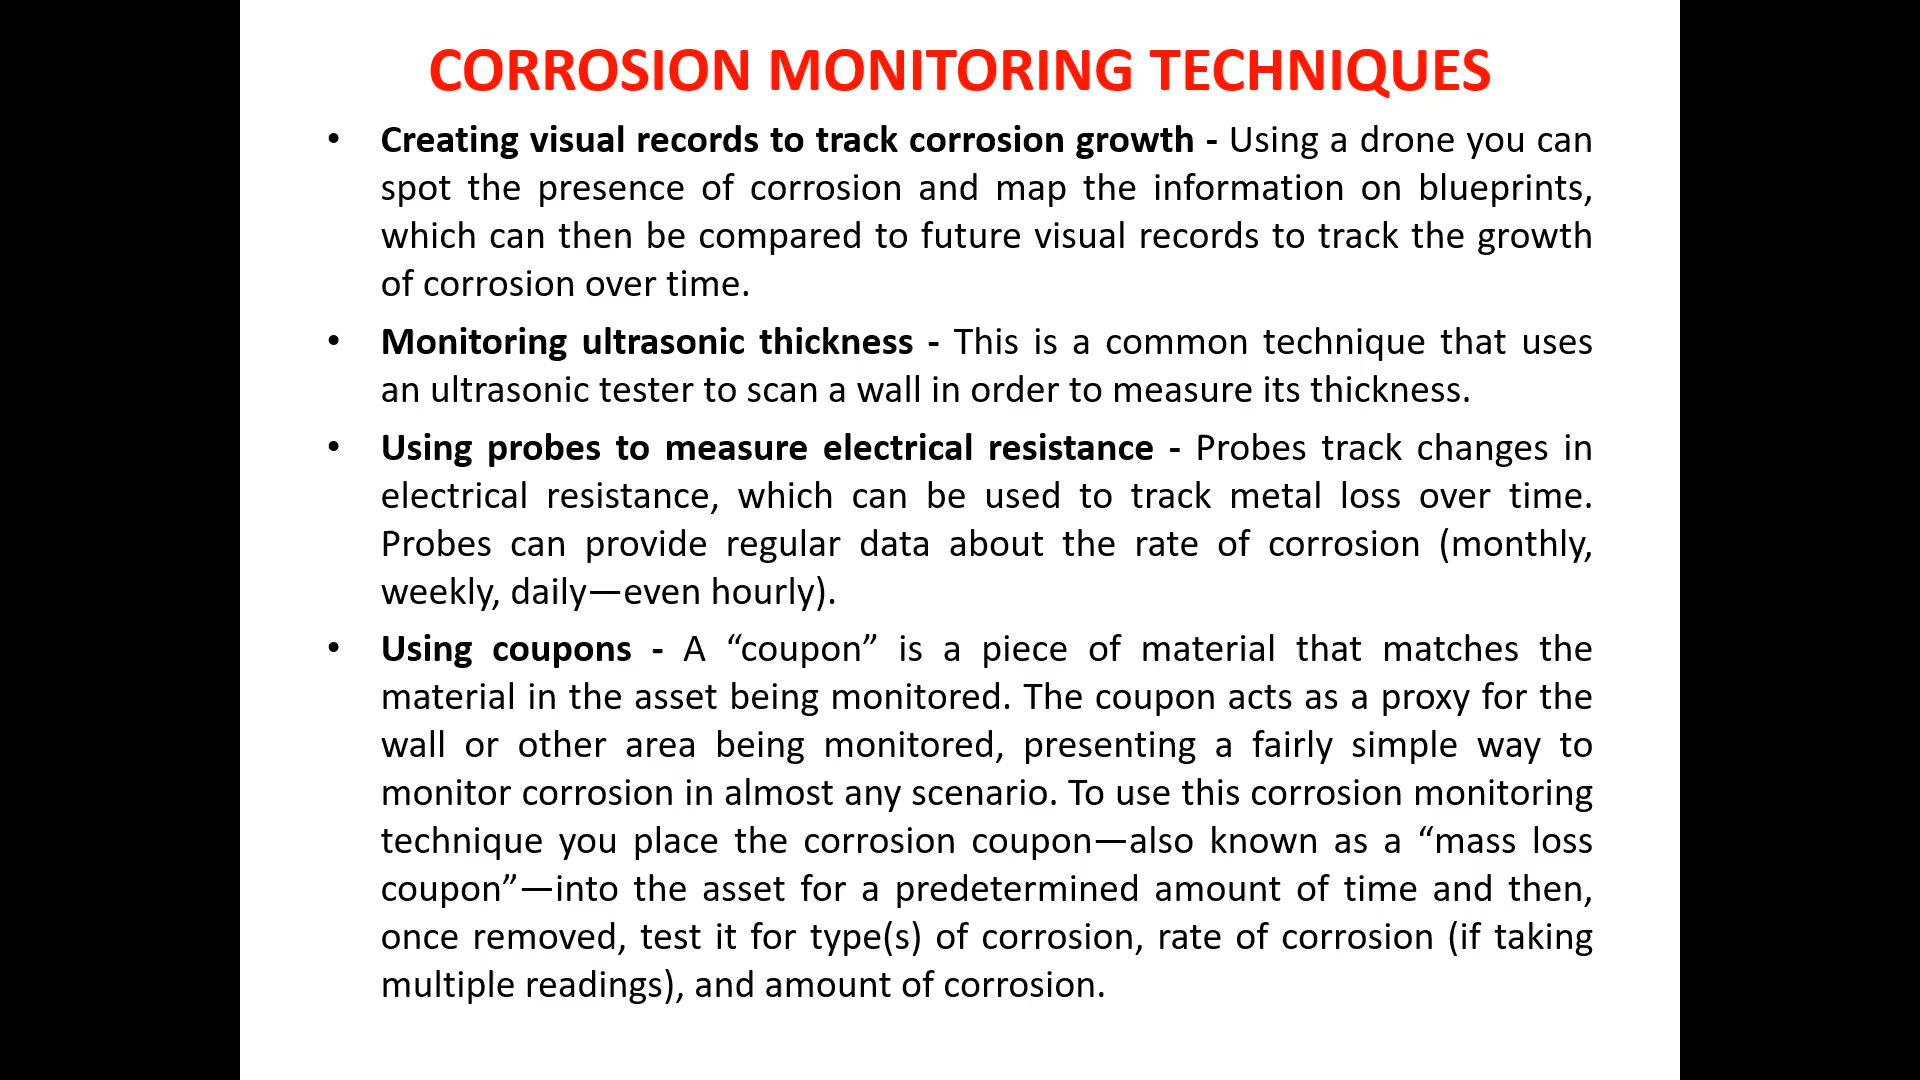 CORROSION MONITORING TECHNIQUES
• Creating visual records to track corrosion growth - Using a drone you can
spot the presence of corrosion and map the information on blueprints,
which can then be compared to future visual records to track the growth
of corrosion over time.
• Monitoring ultrasonic thickness - This is a common technique that uses
an ultrasonic tester to scan a wall in order to measure its thickness.
• Using probes to measure electrical resistance - Probes track changes in
electrical resistance, which can be used to track metal loss over time.
Probes can provide regular data about the rate of corrosion (monthly,
weekly, daily—even hourly).
• Using coupons - A “coupon” is a piece of material that matches the
material in the asset being monitored. The coupon acts as a proxy for the
wall or other area being monitored, presenting a fairly simple way to
monitor corrosion in almost any scenario. To use this corrosion monitoring
technique you place the corrosion coupon—also known as a “mass loss
coupon”—into the asset for a predetermined amount of time and then,
once removed, test it for type(s) of corrosion, rate of corrosion (if taking
multiple readings), and amount of corrosion.